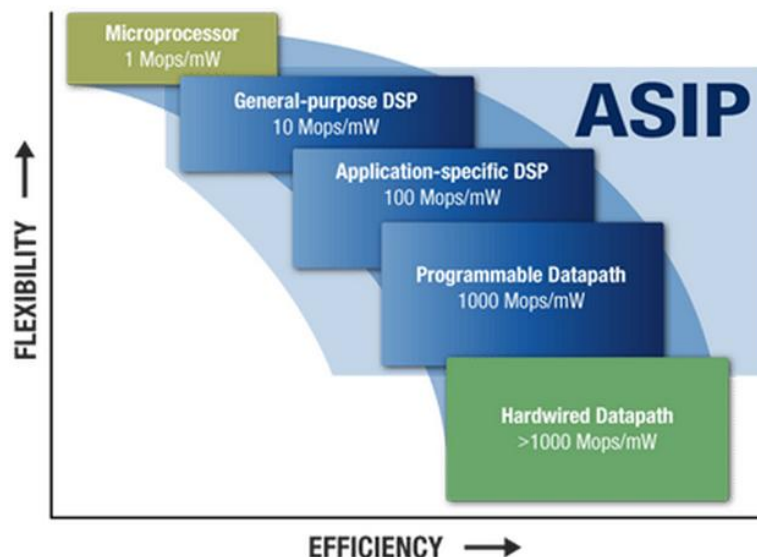 Microprocessor
1 Mops/mW
General-purpose DSP
10 Mops/mW
ASIP
Application-specific DSP
100 Mops/mW
Programmable Datapath
1000 Mops/mW
Hardwired Datapath
>1000 Mops/mW
FLEXIBILITY
EFFICIENCY